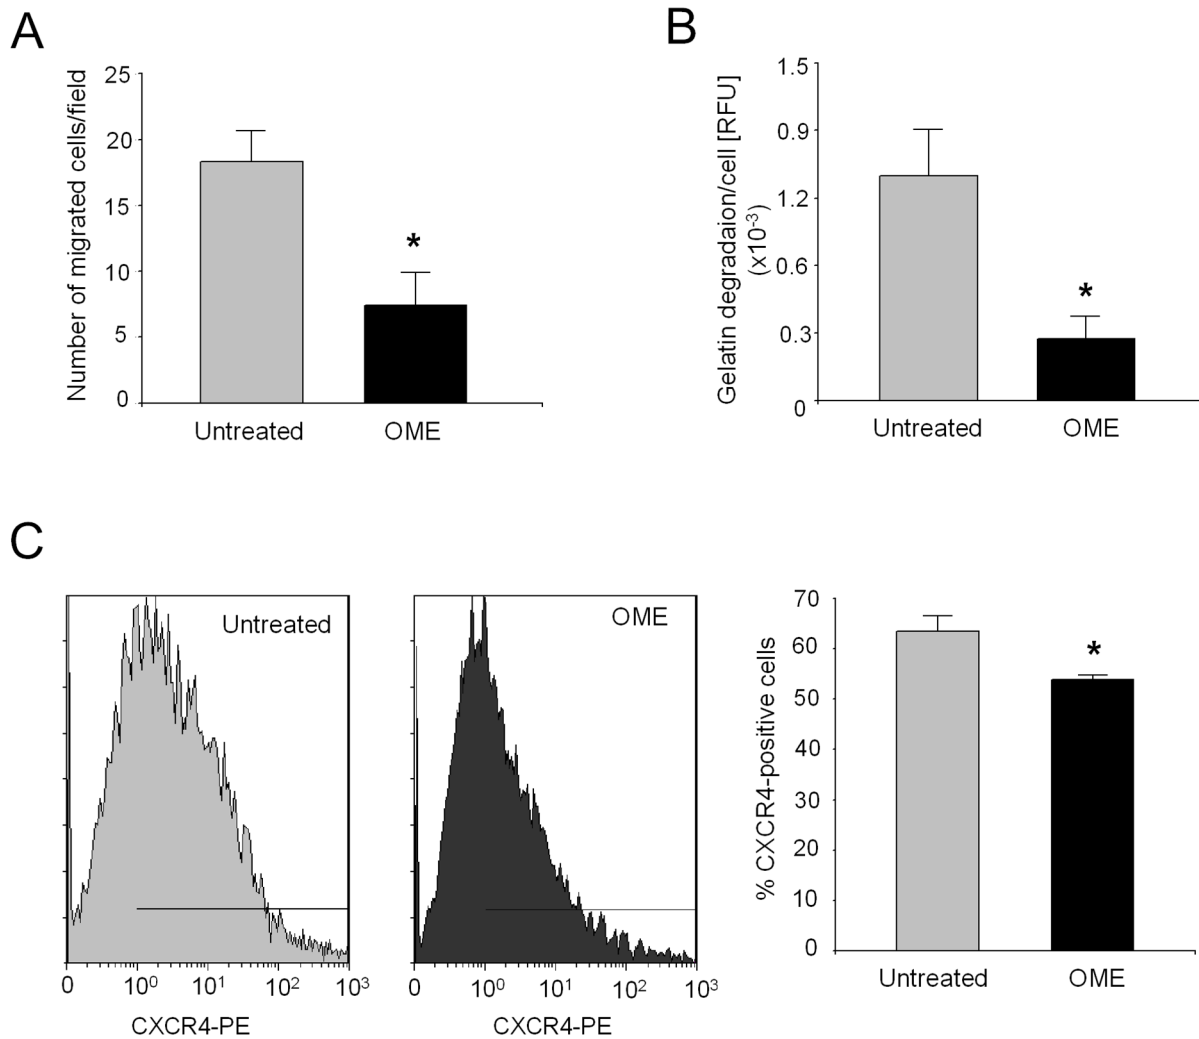 A
Number of migrated cells/field
25
20
15
10
5
0
*
Untreated
OME
B
Gelatin degradaion/cell [RFU]
(x10-3)
1.5
0.9
1.2
0.6
0.3
0
*
Untreated
OME
C
Untreated
0
10⁰
10¹
10²
10³
CXCR4-PE
OME
0
10⁰
10¹
10²
10³
CXCR4-PE
% CXCR4-positive cells
70
60
50
40
30
20
10
0
*
Untreated
OME